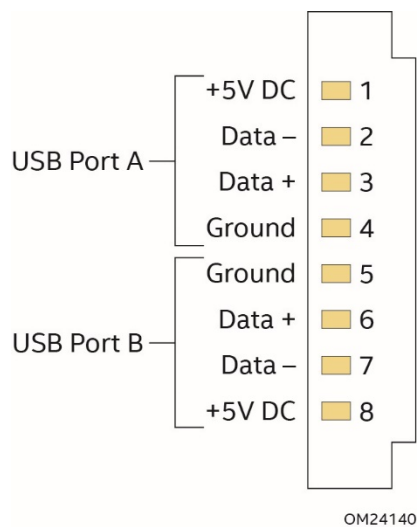 +5V DC 1
Data – 2
USB Port A
Data + 3
Ground 4
Ground 5
Data + 6
USB Port B
Data – 7
+5V DC 8
OM24140